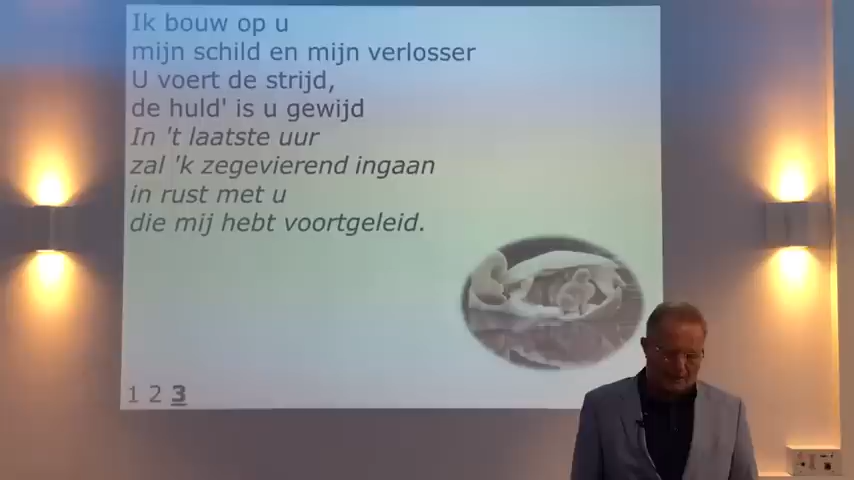 Ik bouw op u
mijn schild en mijn verlosser
U voert de strijd,
de huld' is u gewijd
In 't laatste uur
zal 'k zegevierend ingaan
in rust met u
die mij hebt voortgeleid.
1 2 3